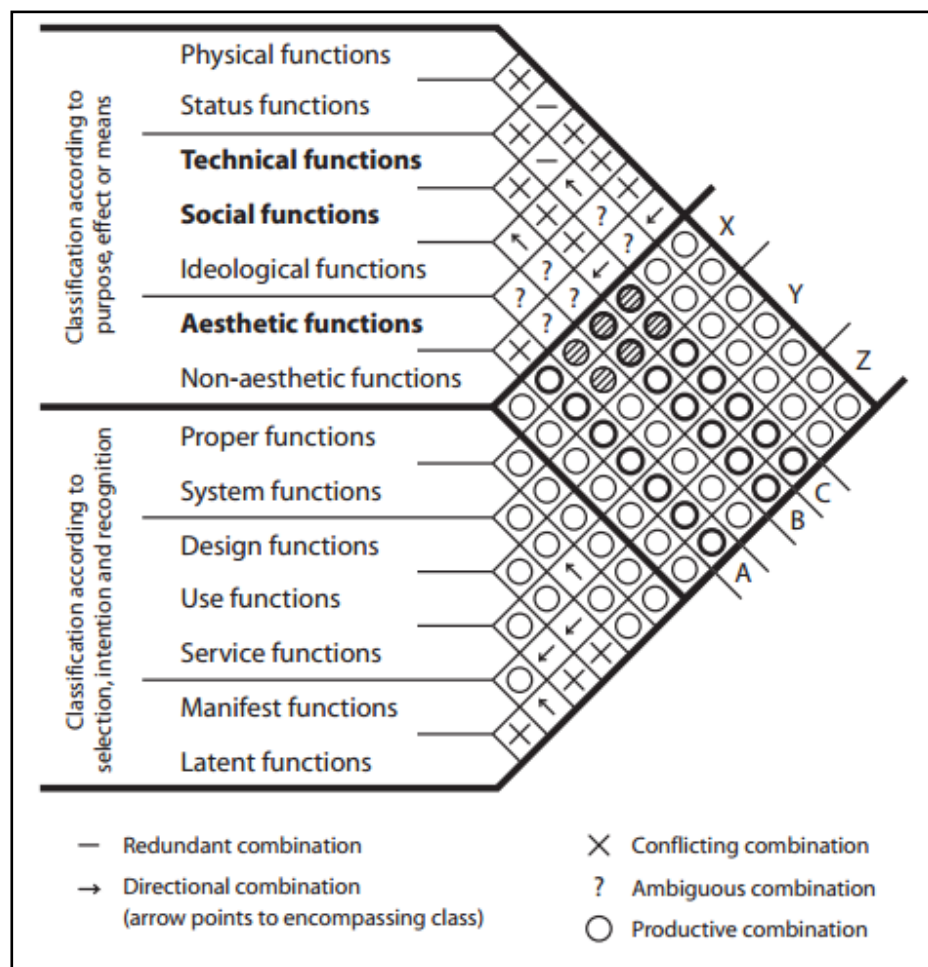 Classification according to
purpose, effect or means
Physical functions
Status functions
Technical functions
Social functions
Ideological functions
Aesthetic functions
Non-aesthetic functions
Classification according to
selection, intention and recognition
Proper functions
System functions
Design functions
Use functions
Service functions
Manifest functions
Latent functions
X
Y
Z
C
B
A
— Redundant combination
→ Directional combination
(arrow points to encompassing class)
× Conflicting combination
? Ambiguous combination
○ Productive combination